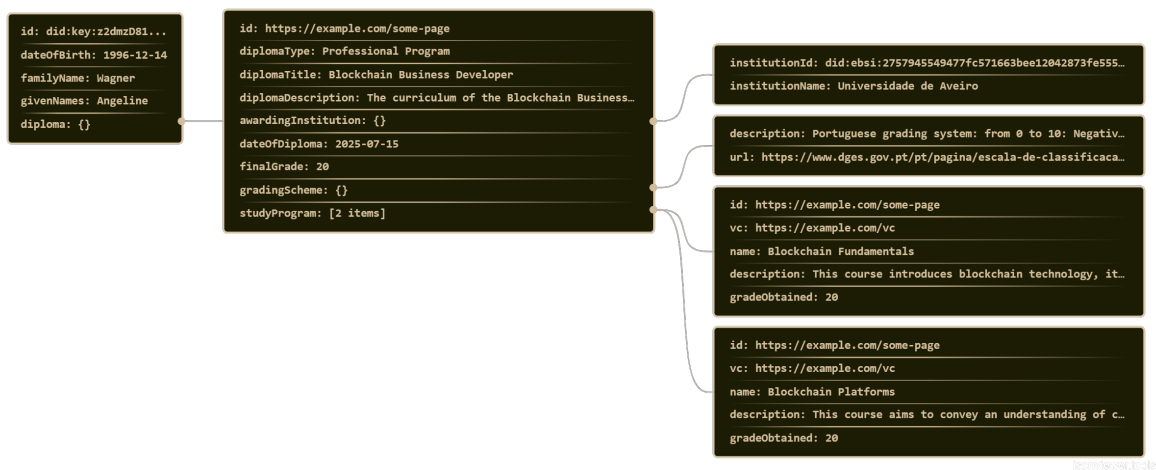 id: did:key:z2dmzD81...
dateOfBirth: 1996-12-14
familyName: Wagner
givenNames: Angeline
diploma: {}
id: https://example.com/some-page
diplomaType: Professional Program
diplomaTitle: Blockchain Business Developer
diplomaDescription: The curriculum of the Blockchain Business…
awardingInstitution: {}
dateOfDiploma: 2025-07-15
finalGrade: 20
gradingScheme: {}
studyProgram: [2 items]
institutionId: did:ebsi:2757945549477fc571663bee12042873fe555…
institutionName: Universidade de Aveiro
description: Portuguese grading system: from 0 to 10: Negativ…
url: https://www.dges.gov.pt/pt/pagina/escala-de-classificaca…
id: https://example.com/some-page
vc: https://example.com/vc
name: Blockchain Fundamentals
description: This course introduces blockchain technology, it…
gradeObtained: 20
id: https://example.com/some-page
vc: https://example.com/vc
name: Blockchain Platforms
description: This course aims to convey an understanding of c…
gradeObtained: 20